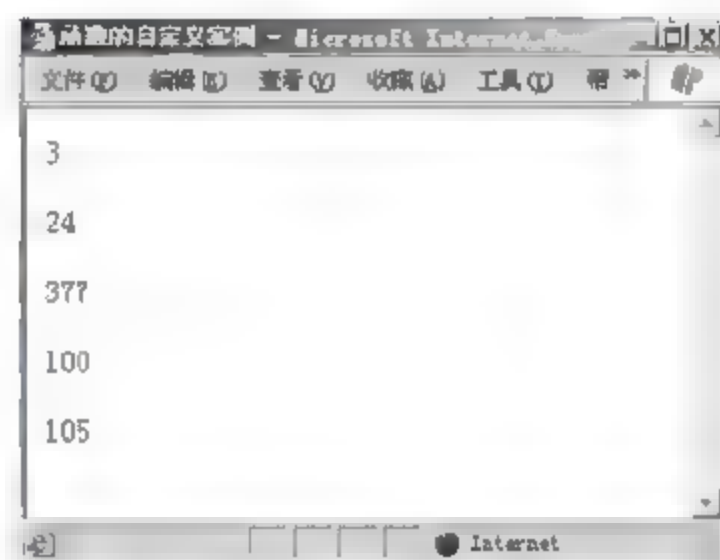 函数的自定义实例 - Microsoft Internet
文件(F) 编辑(E) 查看(V) 收藏(A) 工具(T) 帮 »
3
24
377
100
105
Internet